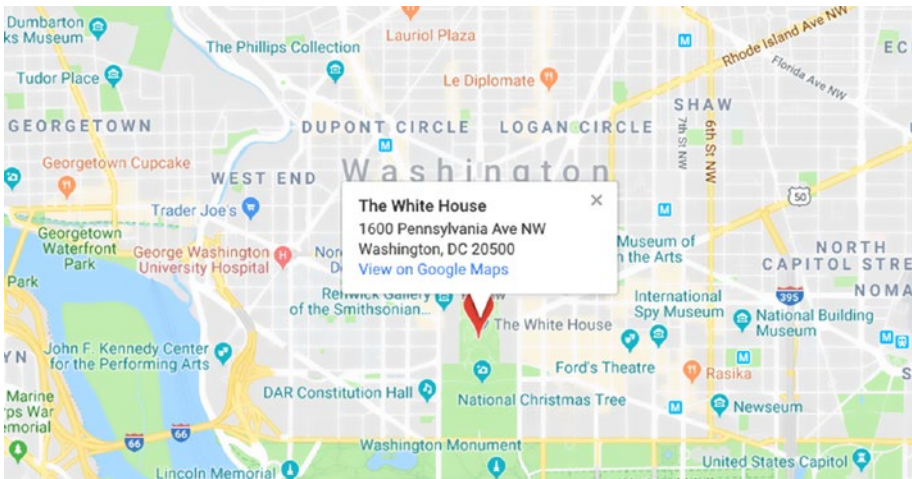 Dumbarton
ks Museum
The Phillips Collection
Lauriol Plaza
Rhode Island Ave NW
EC
Tudor Place
Le Diplomate
Florida Ave NW
SHAW
GEORGETOWN
DUPONT CIRCLE
LOGAN CIRCLE
7th St NW
6th St NW
Georgetown Cupcake
WEST END
Washington
50
Trader Joe's
The White House
1600 Pennsylvania Ave NW
Washington, DC 20500
View on Google Maps
Georgetown
Waterfront
Park
George Washington
University Hospital
Museum of
n the Arts
NORTH
CAPITOL STRE
NOMA
Park
Renwick Gallery
of the Smithsonian...
The White House
International
Spy Museum
395
National Building
Museum
YN
John F. Kennedy Center
for the Performing Arts
Ford's Theatre
Rasika
S
Marine
rps War
emorial
66
66
DAR Constitution Hall
National Christmas Tree
Newseum
Washington Monument
Lincoln Memorial
United States Capitol